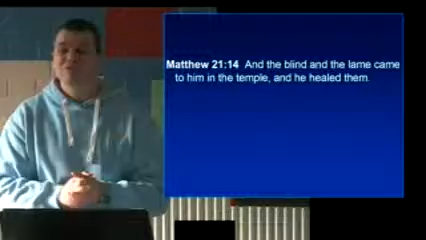 Matthew 21:14 And the blind and the lame came
to him in the temple, and he healed them.